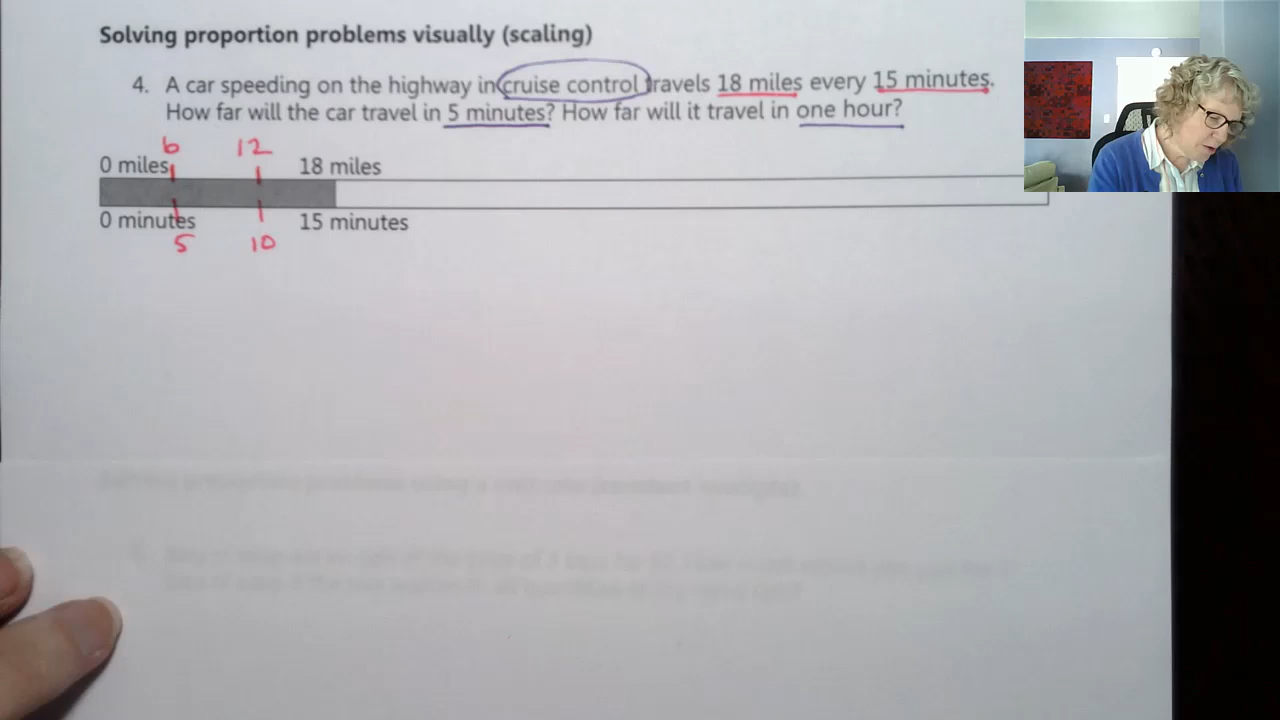 Solving proportion problems visually (scaling)
4. A car speeding on the highway in cruise control travels 18 miles every 15 minutes.
How far will the car travel in 5 minutes? How far will it travel in one hour?
6 12
0 miles 18 miles
0 minutes 15 minutes
5 10